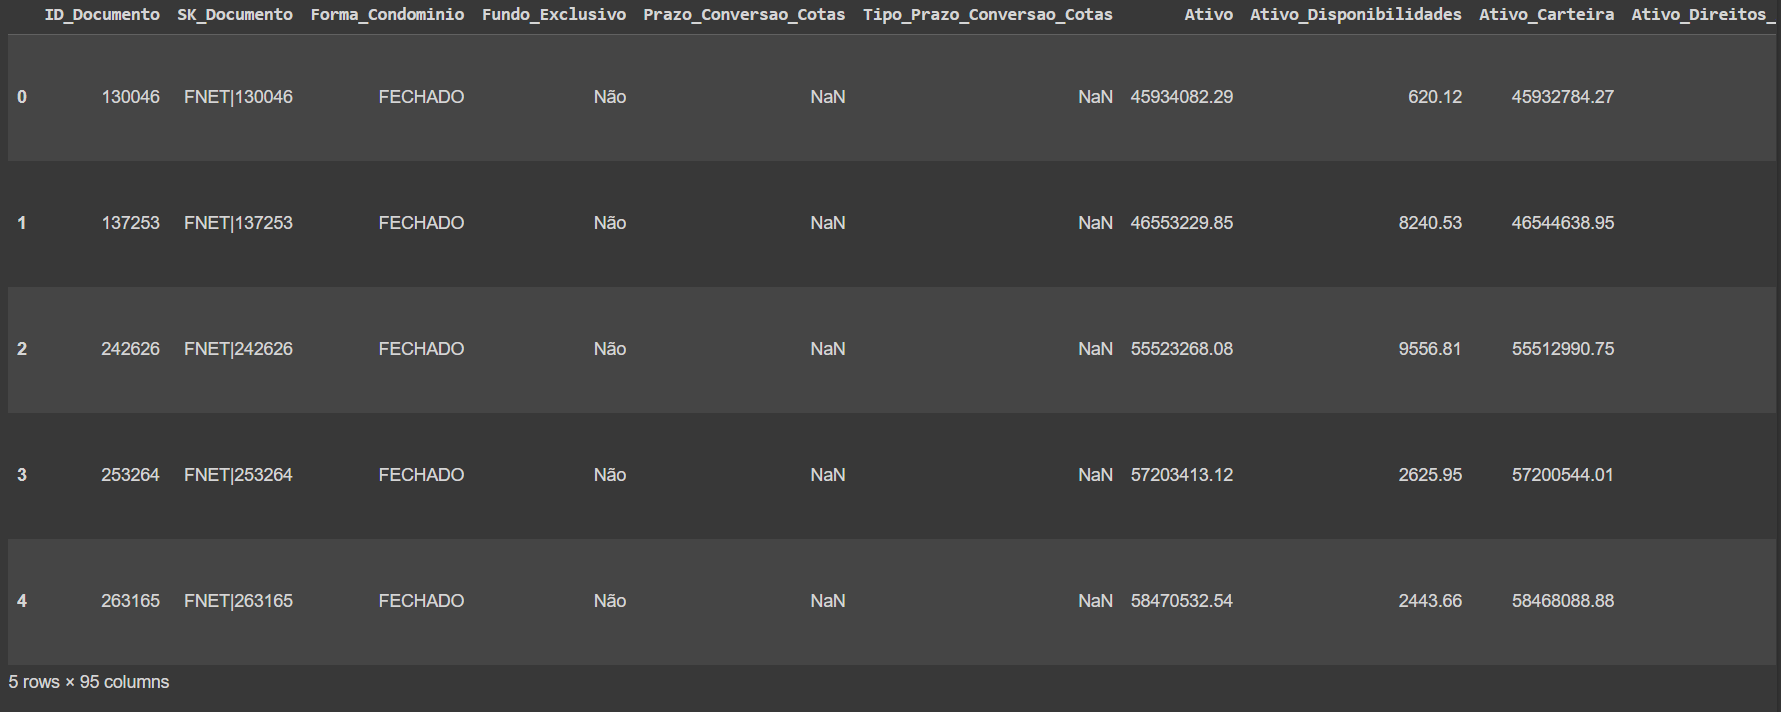 ID_Documento SK_Documento Forma_Condominio Fundo_Exclusivo Prazo_Conversao_Cotas Tipo_Prazo_Conversao_Cotas Ativo Ativo_Disponibilidades Ativo_Carteira Ativo_Direitos_
0 130046 FNET|130046 FECHADO Não NaN NaN 45934082.29 620.12 45932784.27
1 137253 FNET|137253 FECHADO Não NaN NaN 46553229.85 8240.53 46544638.95
2 242626 FNET|242626 FECHADO Não NaN NaN 55523268.08 9556.81 55512990.75
3 253264 FNET|253264 FECHADO Não NaN NaN 57203413.12 2625.95 57200544.01
4 263165 FNET|263165 FECHADO Não NaN NaN 58470532.54 2443.66 58468088.88
5 rows × 95 columns